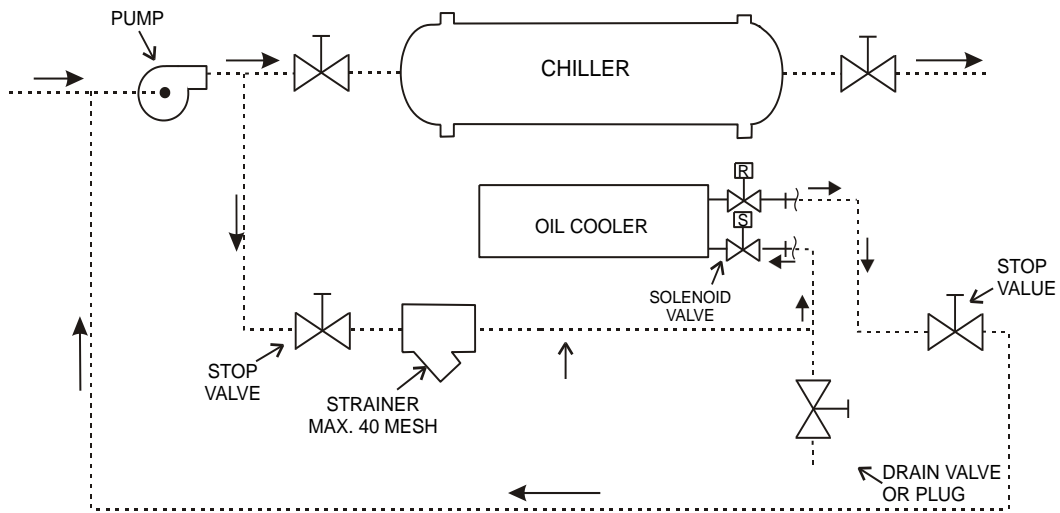 PUMP
CHILLER
R
OIL COOLER
S
SOLENOID
VALVE
STOP
VALUE
STOP
VALVE
STRAINER
MAX. 40 MESH
DRAIN VALVE
OR PLUG